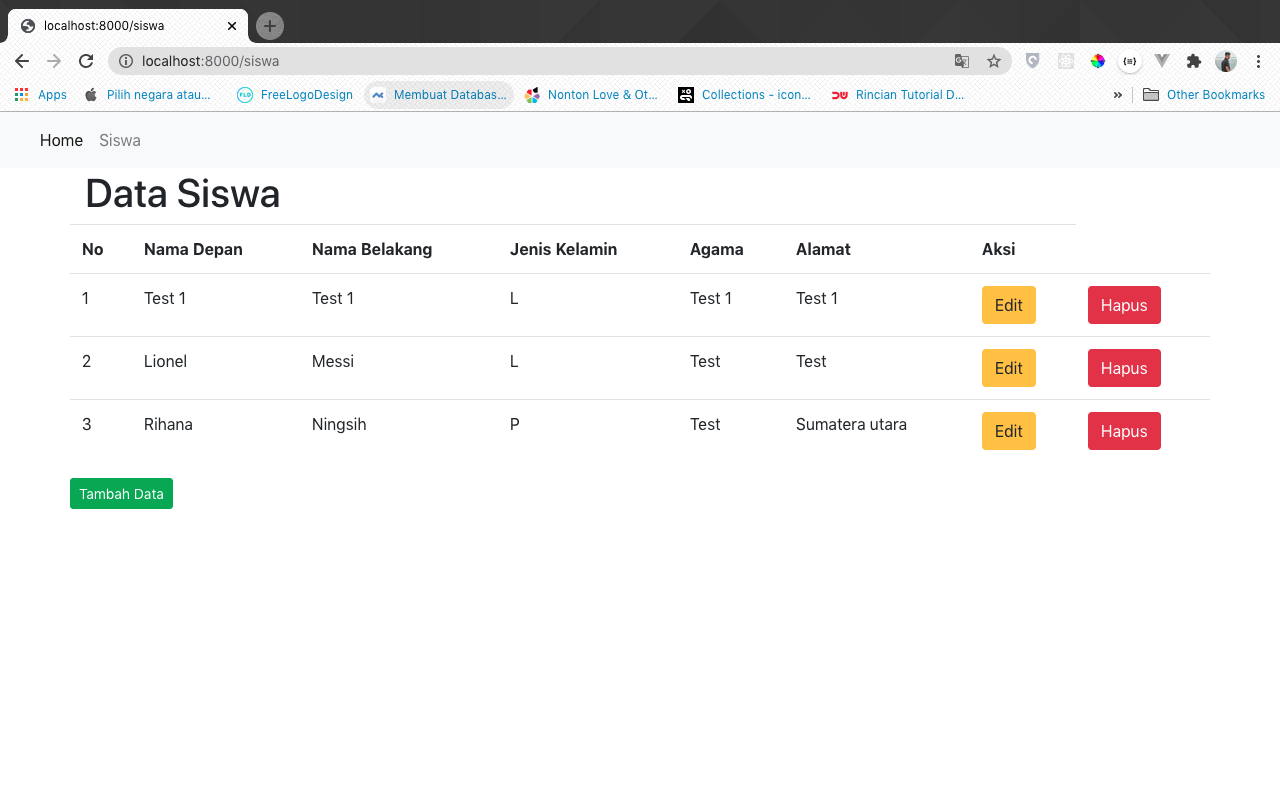 localhost:8000/siswa
localhost:8000/siswa
Apps Pilih negara atau... FLD FreeLogoDesign Membuat Databas... Nonton Love & Ot... Collections - icon... Rincian Tutorial D... » Other Bookmarks
Home Siswa
Data Siswa
No Nama Depan Nama Belakang Jenis Kelamin Agama Alamat Aksi
1 Test 1 Test 1 L Test 1 Test 1 Edit Hapus
2 Lionel Messi L Test Test Edit Hapus
3 Rihana Ningsih P Test Sumatera utara Edit Hapus
Tambah Data